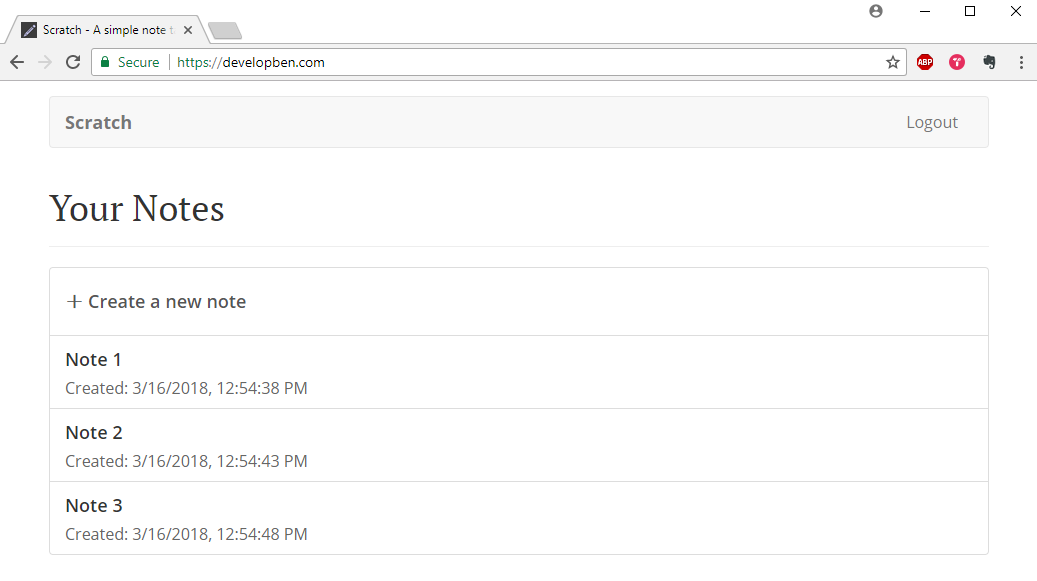 Scratch - A simple note t
Secure https://developben.com
ABP
Scratch Logout
Your Notes
+ Create a new note
Note 1
Created: 3/16/2018, 12:54:38 PM
Note 2
Created: 3/16/2018, 12:54:43 PM
Note 3
Created: 3/16/2018, 12:54:48 PM